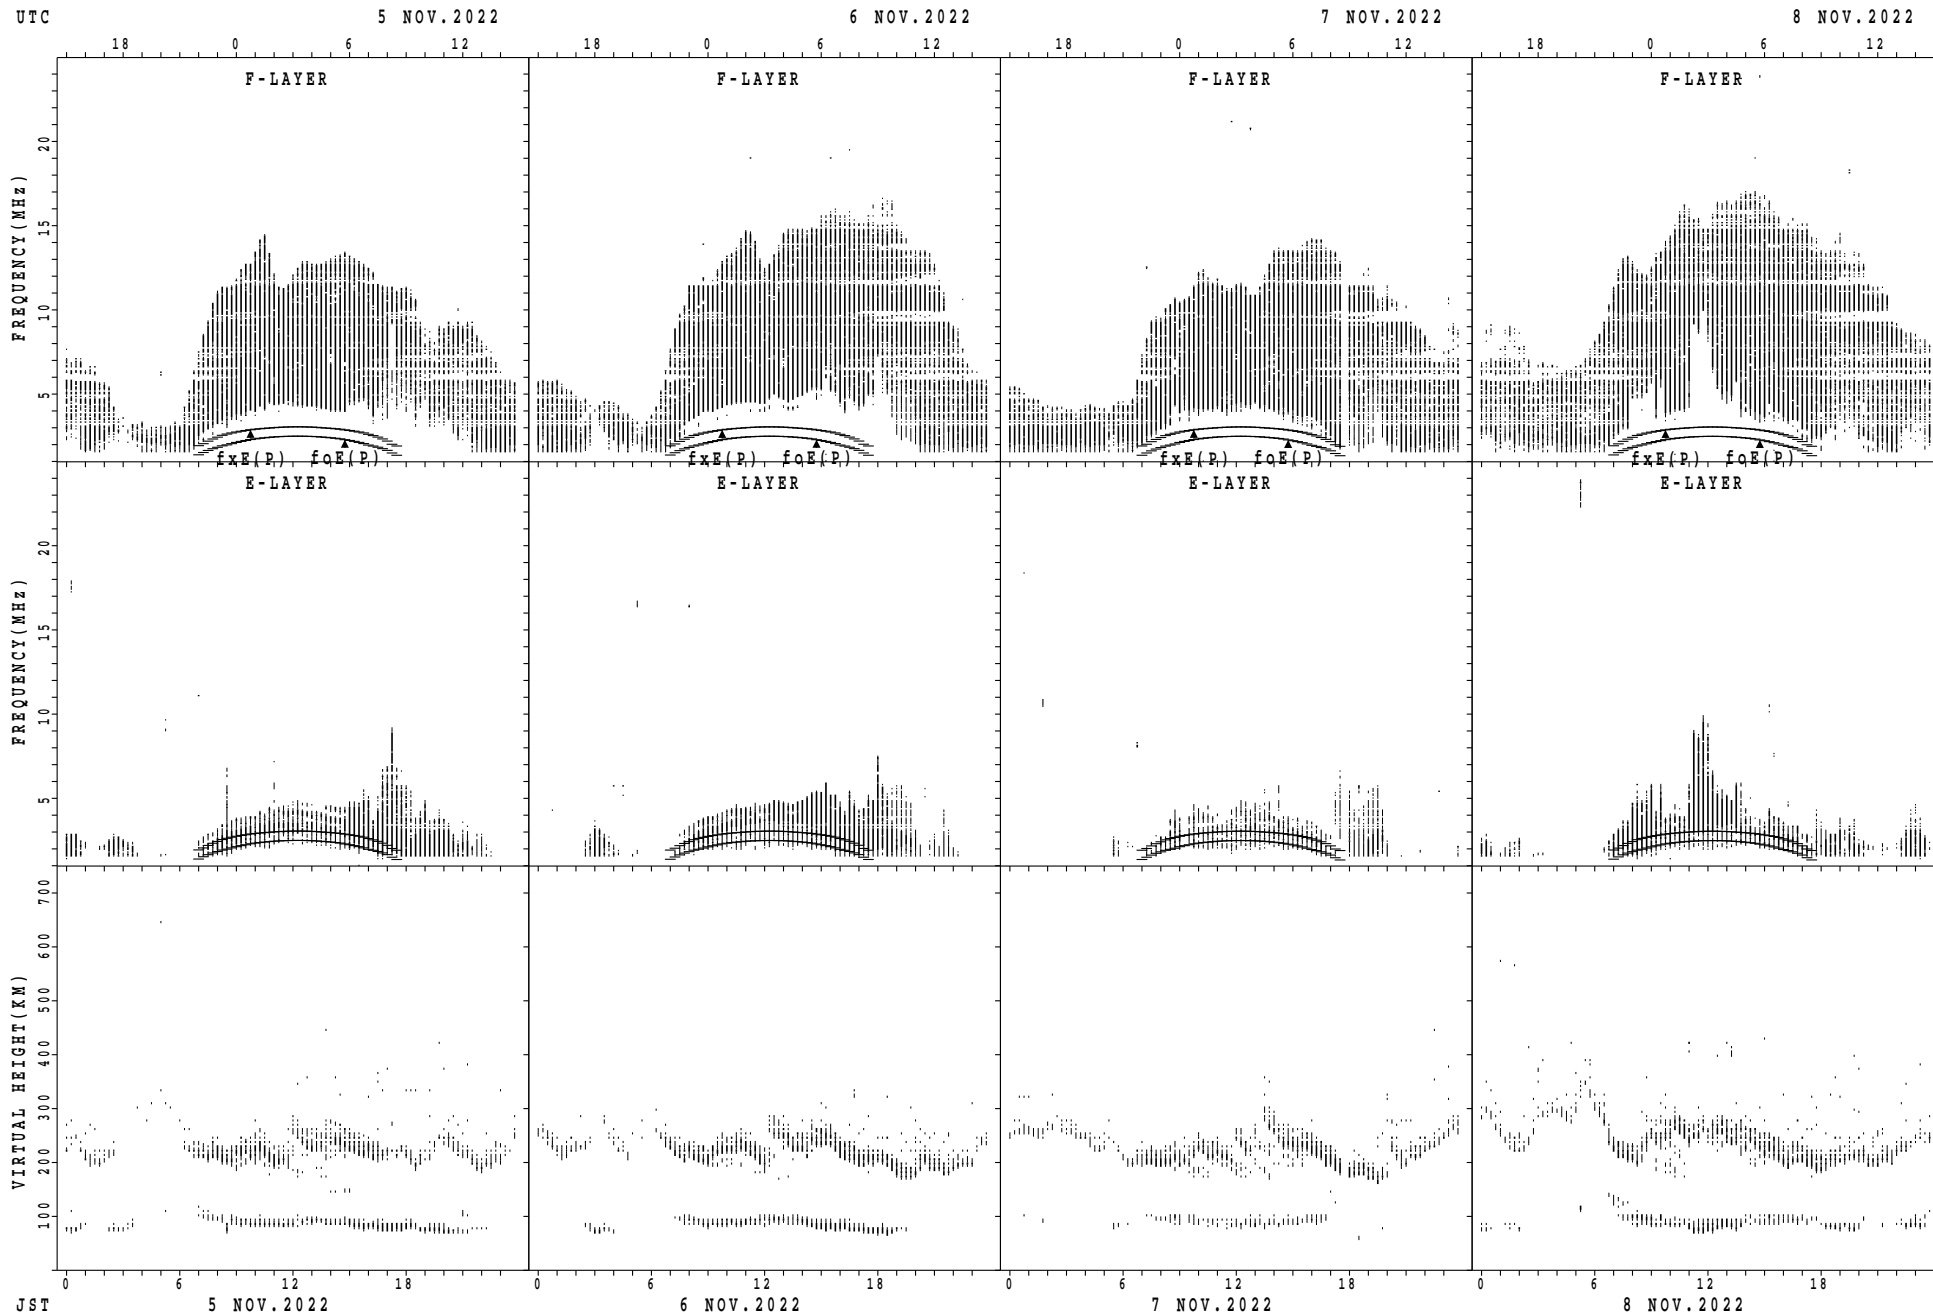 UTC 5 NOV.2022 6 NOV.2022 7 NOV.2022 8 NOV.2022
18 0 6 12 18 0 6 12 18 0 6 12 18 0 6 12
F-LAYER F-LAYER F-LAYER F-LAYER
FREQUENCY(MHz)
20
15
10
5
fxE(P) foE(P) fxE(P) foE(P) fxE(P) foE(P) fxE(P) foE(P)
E-LAYER E-LAYER E-LAYER E-LAYER
FREQUENCY(MHz)
20
15
10
5
VIRTUAL HEIGHT(KM)
700
600
500
400
300
200
100
0 6 12 18 0 6 12 18 0 6 12 18 0 6 12 18
JST 5 NOV.2022 6 NOV.2022 7 NOV.2022 8 NOV.2022